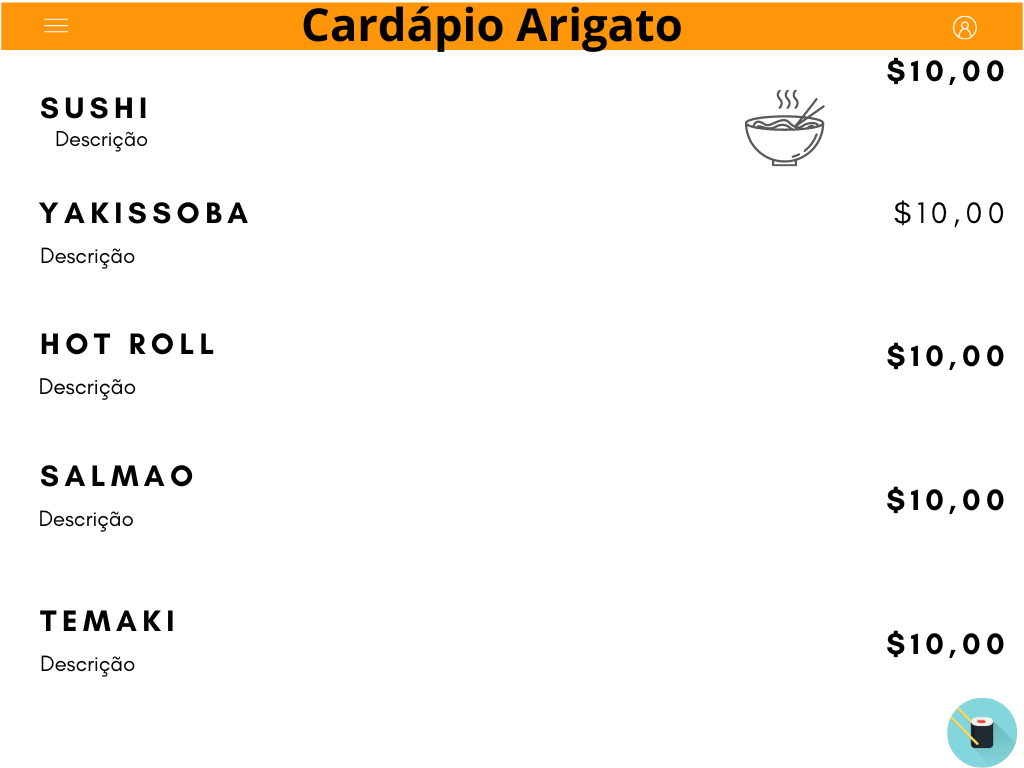 Cardápio Arigato
$10,00
SUSHI
Descrição
YAKISSOBA
$10,00
Descrição
HOT ROLL
$10,00
Descrição
SALMAO
$10,00
Descrição
TEMAKI
$10,00
Descrição